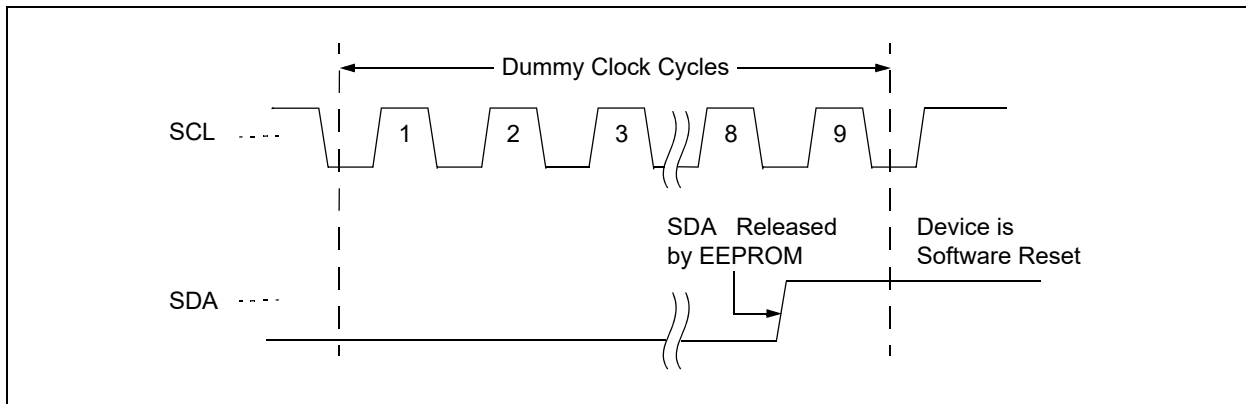 Dummy Clock Cycles
SCL
1 2 3 8 9
SDA Released
by EEPROM
Device is
Software Reset
SDA